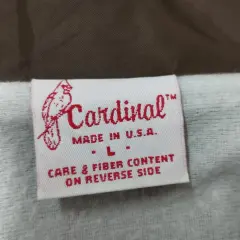 Cardinal™
MADE IN U.S.A.
- L -
CARE & FIBER CONTENT
ON REVERSE SIDE